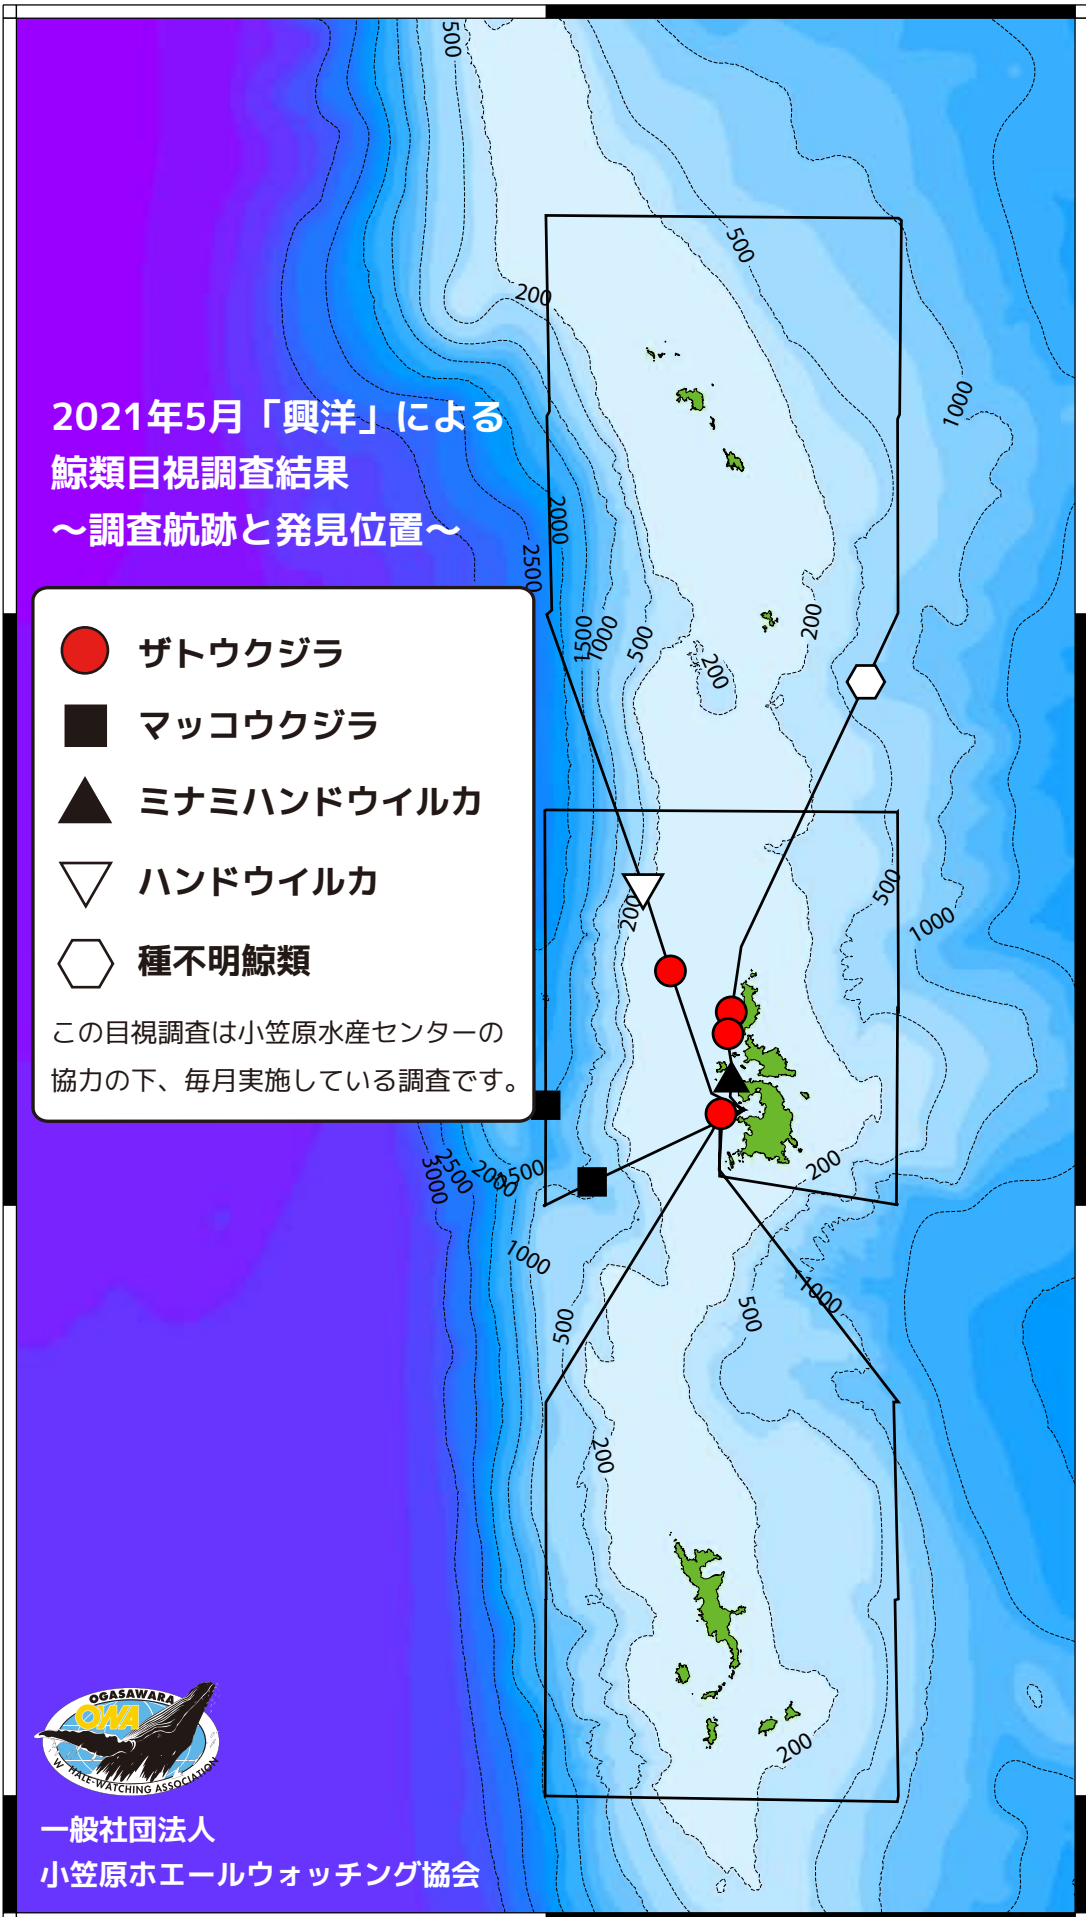 500
500
200
1000
2021年5月「興洋」による
鯨類目視調査結果
～調査航跡と発見位置～
2000
2500
1500
1000
500
200
200
ザトウクジラ
マッコウクジラ
ミナミハンドウイルカ
ハンドウイルカ
種不明鯨類
この目視調査は小笠原水産センターの
協力の下、毎月実施している調査です。
200
500
1000
3000
2500
2000
1500
200
1000
500
500
1000
200
200
OGASAWARA
OWA
WHALE-WATCHING ASSOCIATION
一般社団法人
小笠原ホエールウォッチング協会